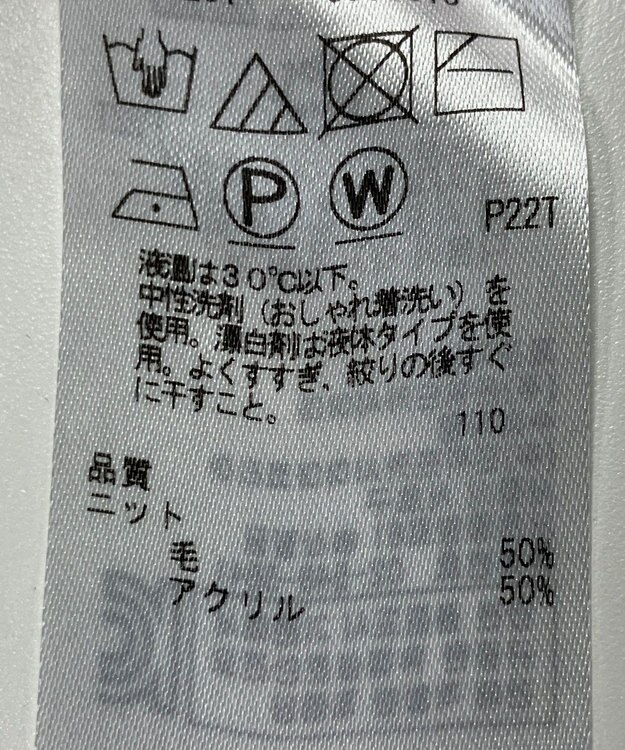 P
W
P22T
液温は30℃以下。
中性洗剤（おしゃれ着洗い）を
使用。漂白剤は液体タイプを使
用。よくすすぎ、絞りの後すぐ
に干すこと。
110
品質
ニット
毛 50%
アクリル 50%